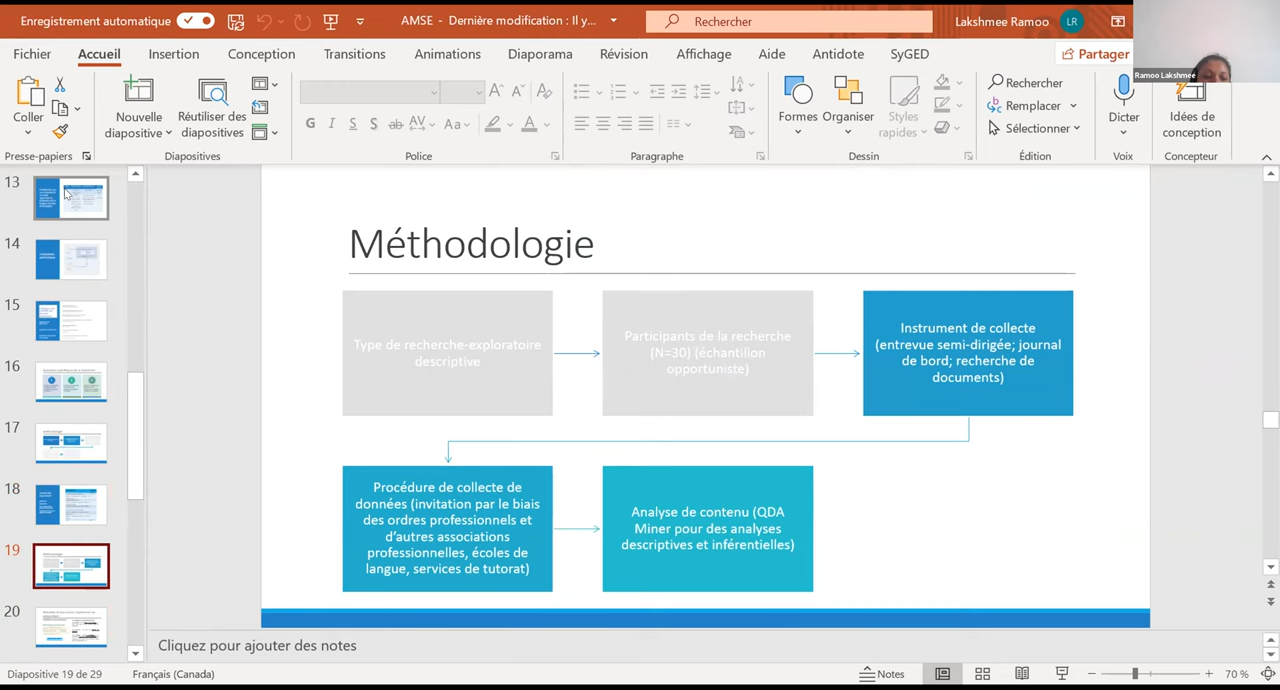 Enregistrement automatique
AMSE - Dernière modification : Il y...
Rechercher
Lakshmee Ramoo
LR
Fichier
Accueil
Insertion
Conception
Transitions
Animations
Diaporama
Révision
Affichage
Aide
Antidote
SyGED
Partager
Ramoo Lakshmee
Coller
Nouvelle
diapositive
Réutiliser des
diapositives
G I S S ab AV Aa A
Formes
Organiser
Styles
rapides
Rechercher
Remplacer
Sélectionner
Dicter
Idées de
conception
Presse-papiers
Diapositives
Police
Paragraphe
Dessin
Édition
Voix
Concepteur
13
14
15
16
17
18
19
20
Méthodologie
Type de recherche-exploratoire
descriptive
Participants de la recherche
(N=30) (échantillon
opportuniste)
Instrument de collecte
(entrevue semi-dirigée; journal
de bord; recherche de
documents)
Procédure de collecte de
données (invitation par le biais
des ordres professionnels et
d'autres associations
professionnelles, écoles de
langue, services de tutorat)
Analyse de contenu (QDA
Miner pour des analyses
descriptives et inférentielles)
Cliquez pour ajouter des notes
Diapositive 19 de 29
Français (Canada)
Notes
70 %